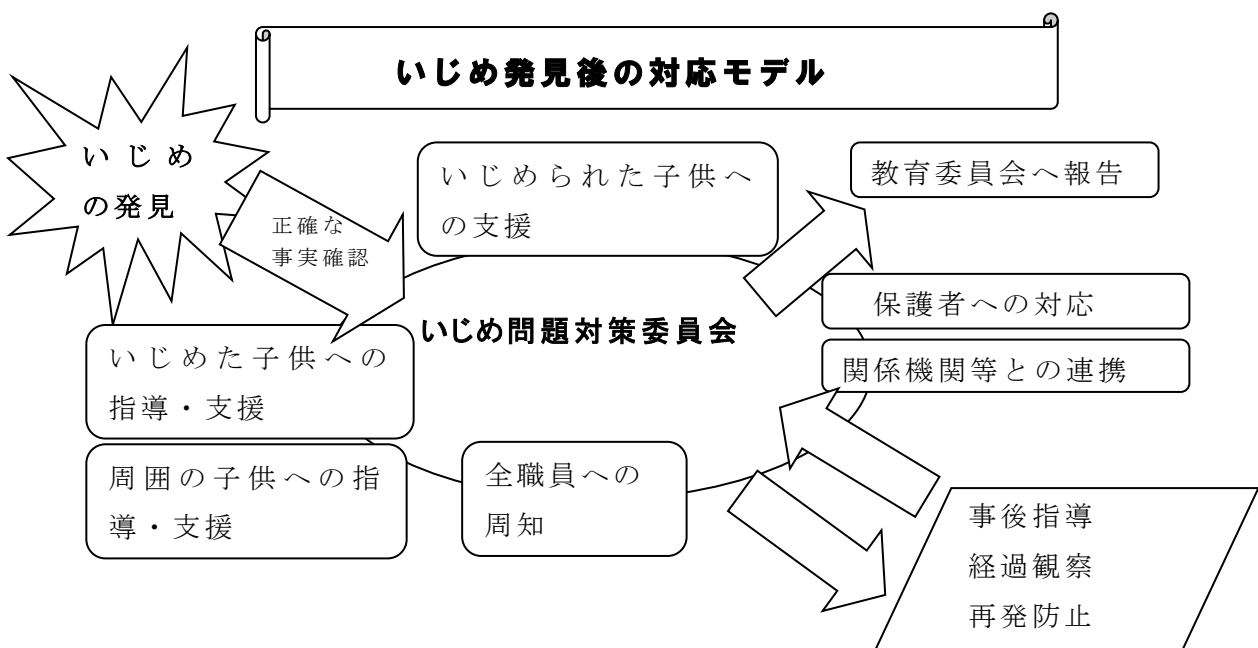 いじめ発見後の対応モデル
いじめ
の発見
正確な
事実確認
いじめられた子供へ
の支援
教育委員会へ報告
保護者への対応
関係機関等との連携
いじめ問題対策委員会
いじめた子供への
指導・支援
周囲の子供への指
導・支援
全職員への
周知
事後指導
経過観察
再発防止